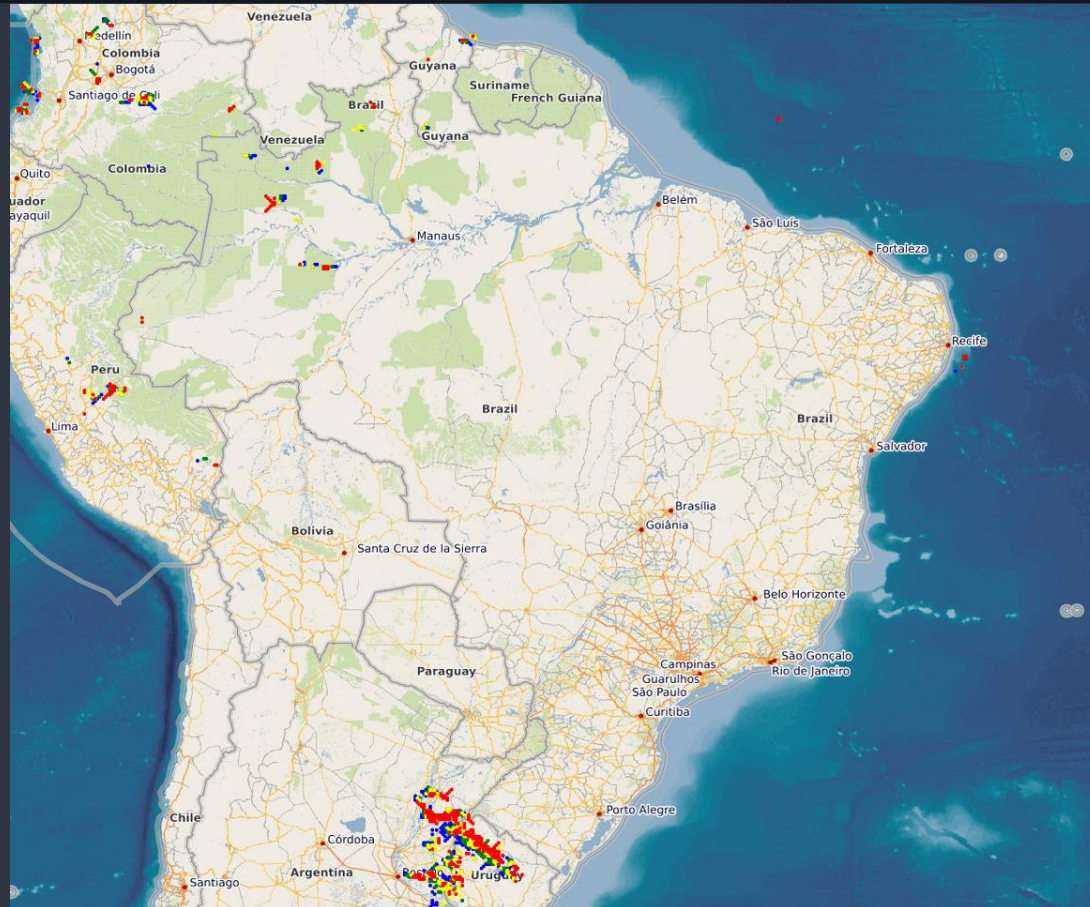 Venezuela
Medellín
Colombia
Bogotá
Guyana
Santiago de Cali
Suriname
French Guiana
Brazil
Guyana
Venezuela
Colombia
Quito
uador
ayaquil
Belém
São Luís
Manaus
Fortaleza
Recife
Peru
Brazil
Brazil
Lima
Salvador
Brasília
Goiânia
Bolivia
Santa Cruz de la Sierra
Belo Horizonte
São Gonçalo
Campinas
Rio de Janeiro
Paraguay
Guarulhos
São Paulo
Curitiba
Porto Alegre
Chile
Córdoba
Argentina
Uruguay
Santiago